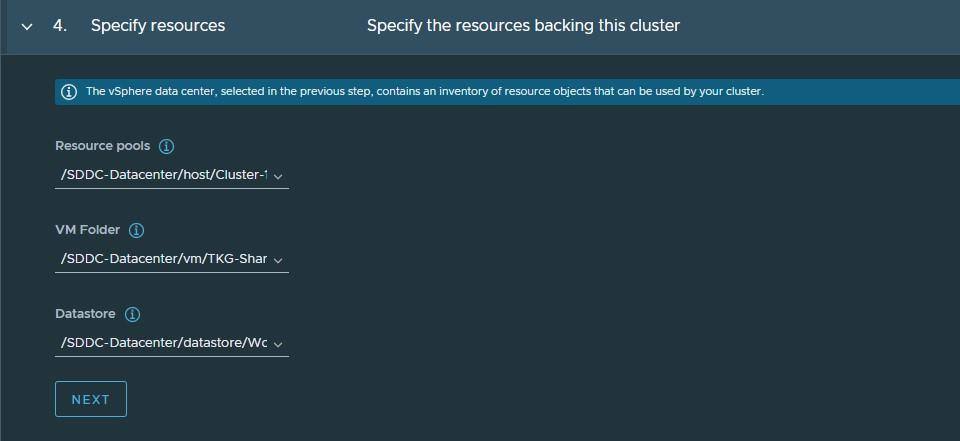 4. Specify resources Specify the resources backing this cluster
The vSphere data center, selected in the previous step, contains an inventory of resource objects that can be used by your cluster.
Resource pools
/SDDC-Datacenter/host/Cluster-1
VM Folder
/SDDC-Datacenter/vm/TKG-Shar
Datastore
/SDDC-Datacenter/datastore/Wo
NEXT